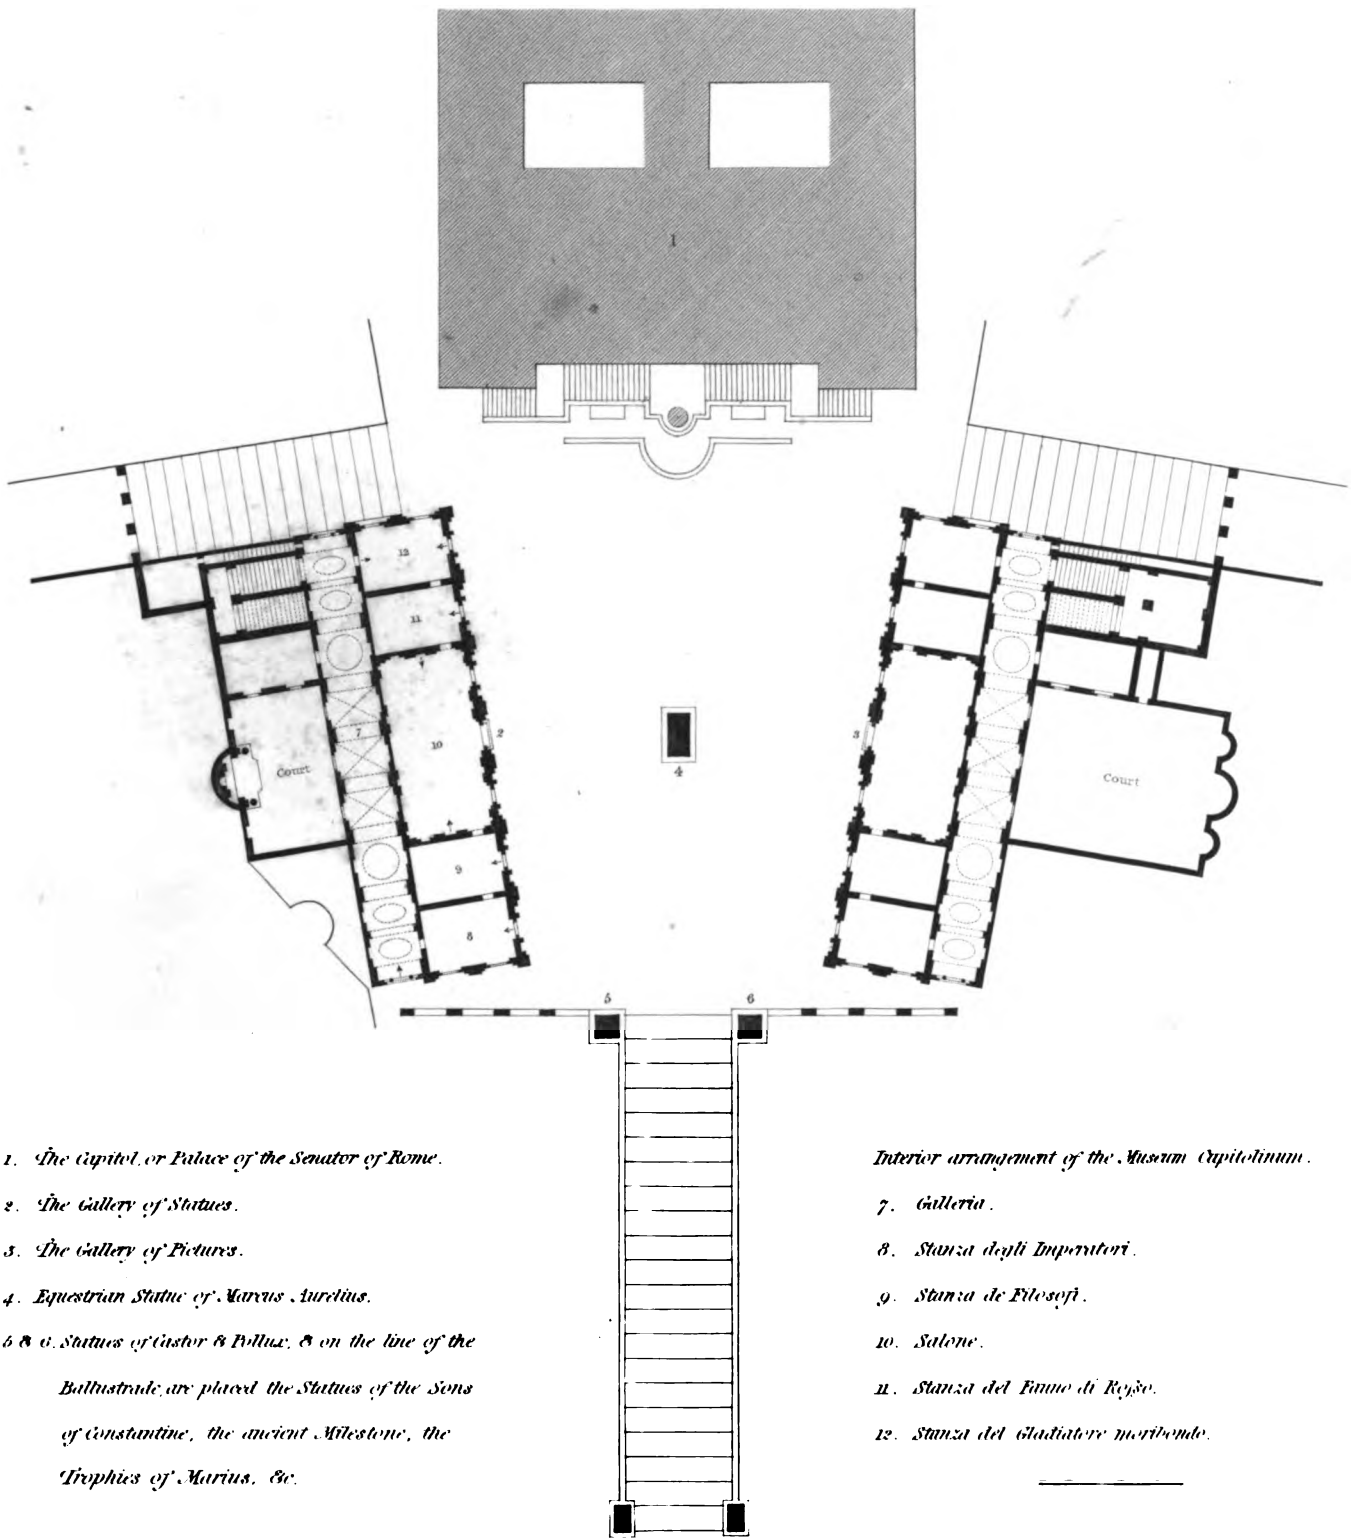 1
12
11
2
7
10
3
Court
4
Court
9
8
5
6
1. The Capitol, or Palace of the Senator of Rome.
2. The Gallery of Statues.
3. The Gallery of Pictures.
4. Equestrian Statue of Marcus Aurelius.
5 & 6. Statues of Castor & Pollux, & on the line of the
Ballustrade, are placed the Statues of the Sons
of Constantine, the ancient Milestone, the
Trophies of Marius, &c.
Interior arrangement of the Museum Capitolinum.
7. Galleria.
8. Stanza degli Imperatori.
9. Stanza de Filosofi.
10. Salone.
11. Stanza del Fauno di Roſso.
12. Stanza del Gladiatore moribondo.